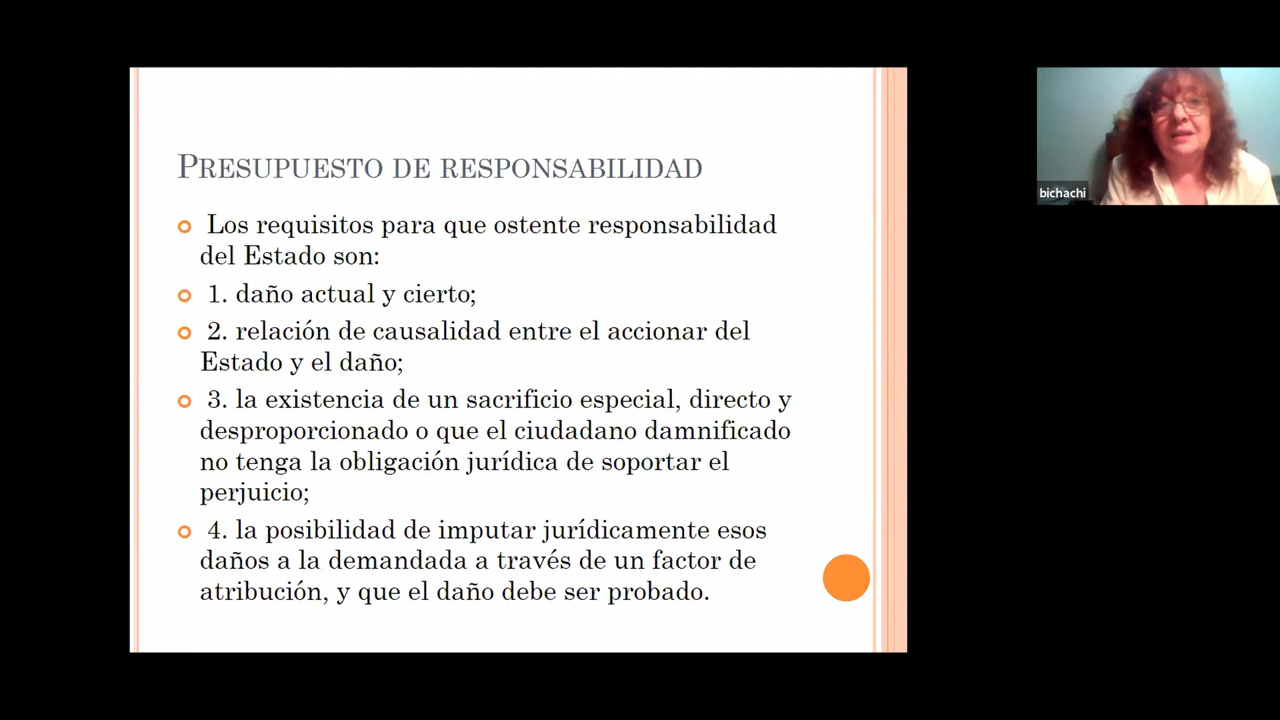 PRESUPUESTO DE RESPONSABILIDAD
Los requisitos para que ostente responsabilidad
del Estado son:
1. daño actual y cierto;
2. relación de causalidad entre el accionar del
Estado y el daño;
3. la existencia de un sacrificio especial, directo y
desproporcionado o que el ciudadano damnificado
no tenga la obligación jurídica de soportar el
perjuicio;
4. la posibilidad de imputar jurídicamente esos
daños a la demandada a través de un factor de
atribución, y que el daño debe ser probado.
bichachi